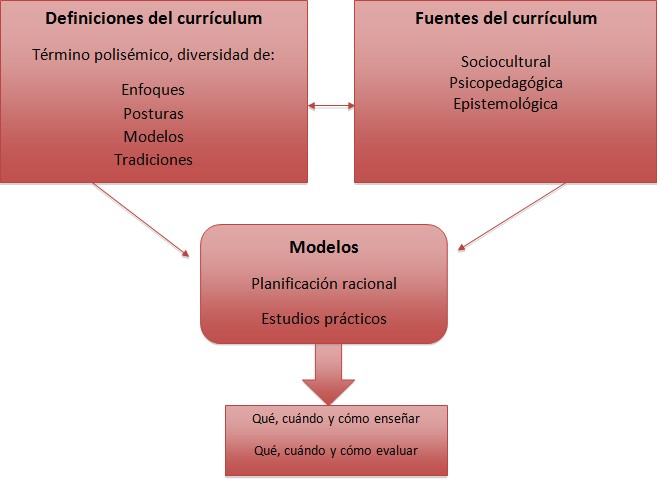 Definiciones del currículum
Término polisémico, diversidad de:
Enfoques
Posturas
Modelos
Tradiciones
Fuentes del currículum
Sociocultural
Psicopedagógica
Epistemológica
Modelos
Planificación racional
Estudios prácticos
Qué, cuándo y cómo enseñar
Qué, cuándo y cómo evaluar